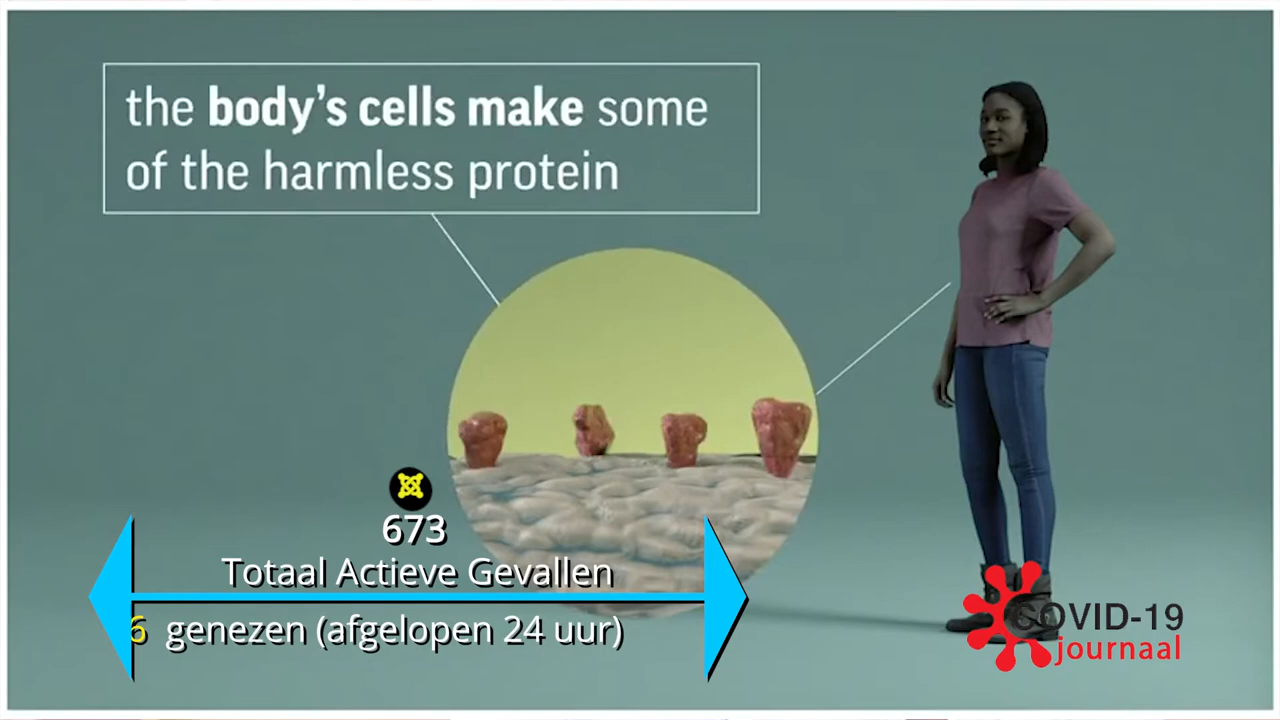 the body's cells make some
of the harmless protein
673
Totaal Actieve Gevallen
6 genezen (afgelopen 24 uur)
COVID-19
journaal